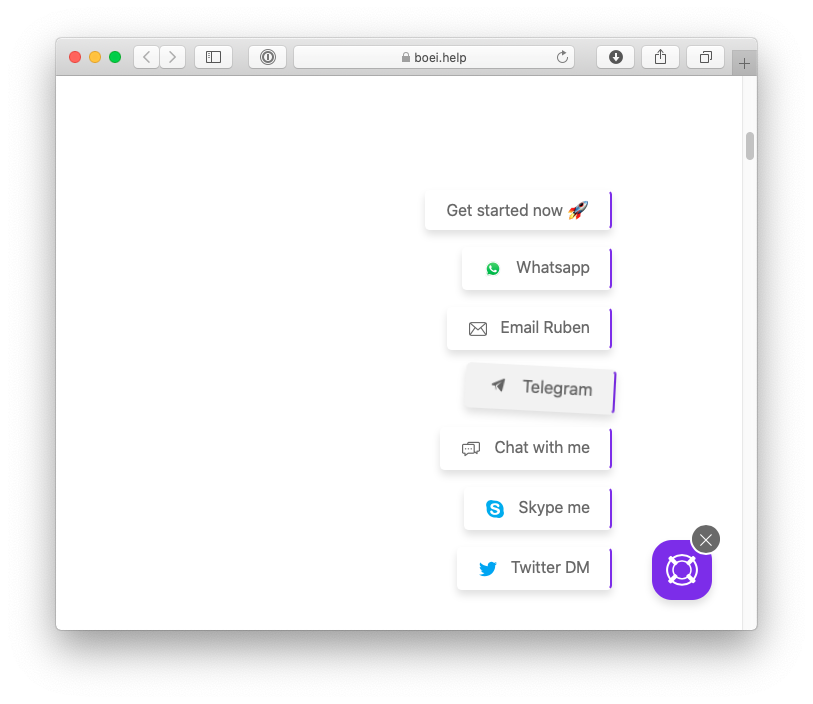 boei.help
Get started now 🚀
Whatsapp
Email Ruben
Telegram
Chat with me
Skype me
Twitter DM